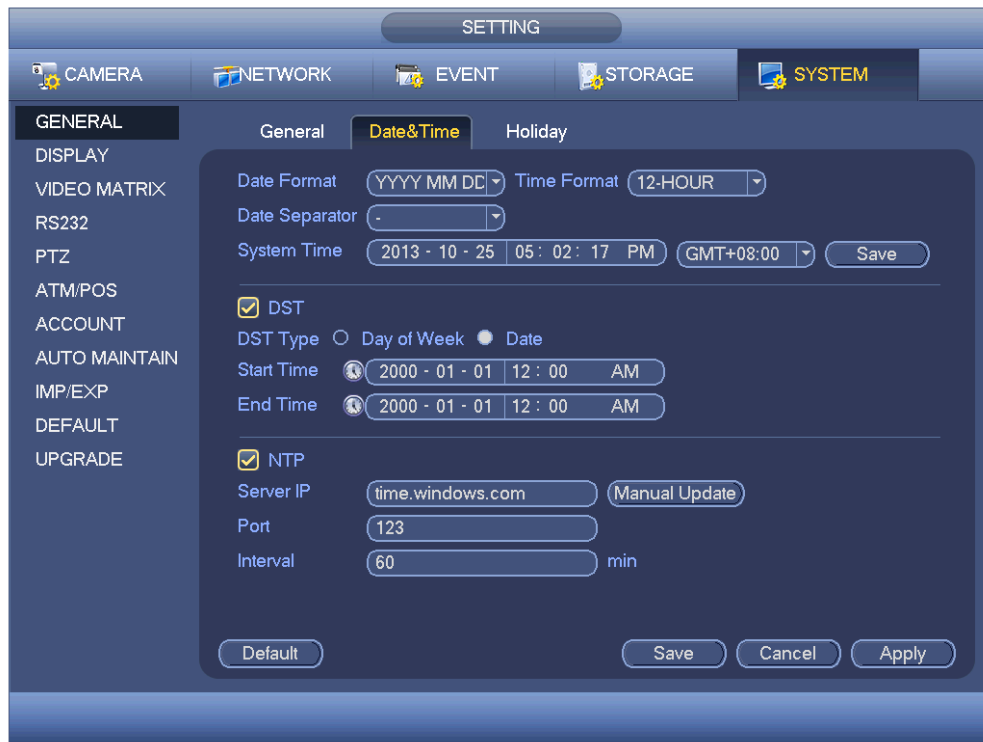 SETTING
CAMERA NETWORK EVENT STORAGE SYSTEM
GENERAL
DISPLAY
VIDEO MATRIX
RS232
PTZ
ATM/POS
ACCOUNT
AUTO MAINTAIN
IMP/EXP
DEFAULT
UPGRADE
General Date&Time Holiday
Date Format YYYY MM DD Time Format 12-HOUR
Date Separator -
System Time 2013 - 10 - 25 05 : 02 : 17 PM GMT+08:00 Save
DST
DST Type Day of Week Date
Start Time 2000 - 01 - 01 12 : 00 AM
End Time 2000 - 01 - 01 12 : 00 AM
NTP
Server IP time.windows.com Manual Update
Port 123
Interval 60 min
Default Save Cancel Apply